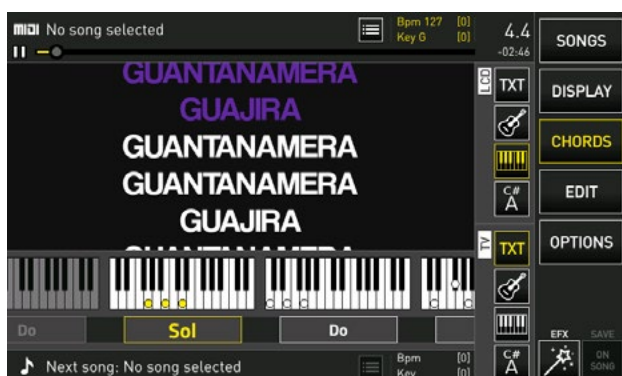 MIDI No song selected
Bpm 127 [0]
Key G [0]
4.4
-02:46
SONGS
GUANTANAMERA
GUAJIRA
GUANTANAMERA
GUANTANAMERA
GUAJIRA
GUANTANAMERA
LCD
TXT
C#
A
TV
TXT
C#
A
DISPLAY
CHORDS
EDIT
OPTIONS
EFX
SAVE
ON
SONG
Do
Sol
Do
Next song: No song selected
Bpm [0]
Key [0]